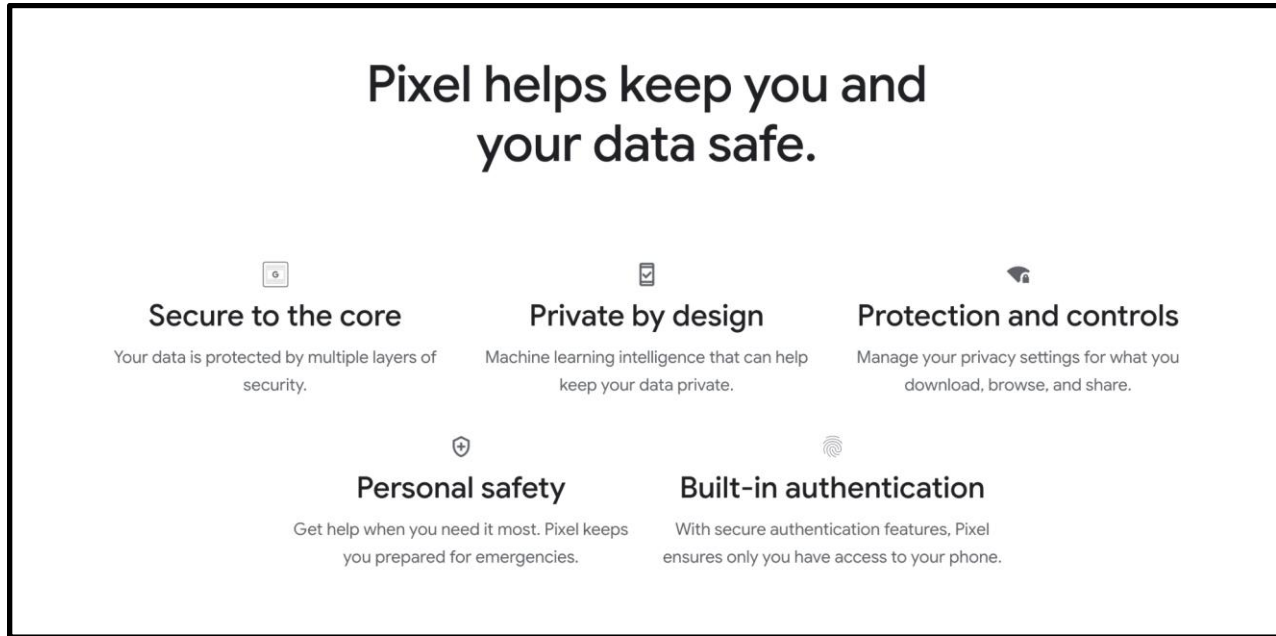 Pixel helps keep you and
your data safe.
G
Secure to the core
Your data is protected by multiple layers of
security.
Private by design
Machine learning intelligence that can help
keep your data private.
Protection and controls
Manage your privacy settings for what you
download, browse, and share.
Personal safety
Get help when you need it most. Pixel keeps
you prepared for emergencies.
Built-in authentication
With secure authentication features, Pixel
ensures only you have access to your phone.